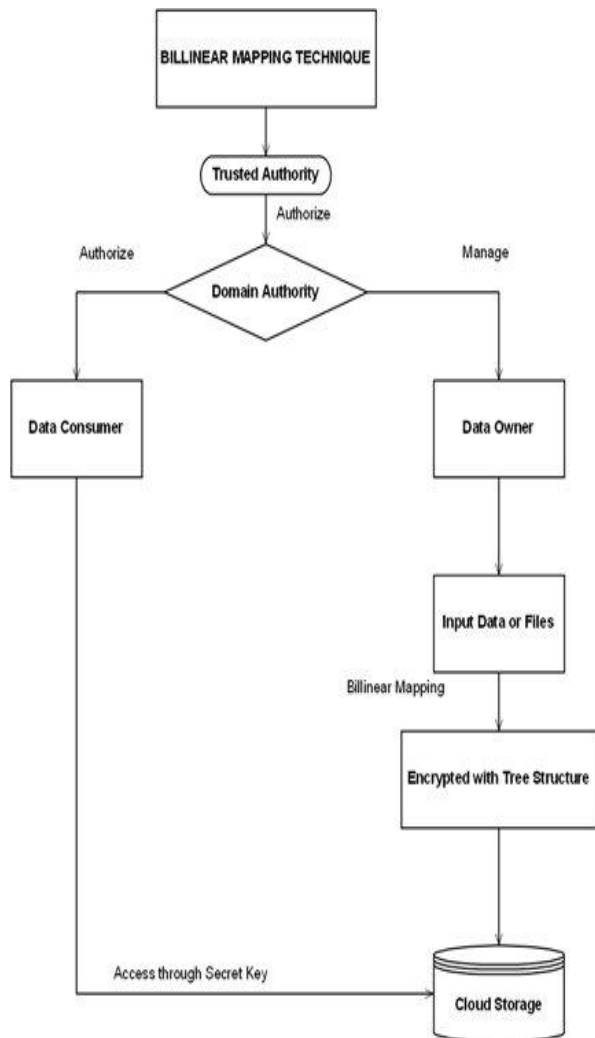 BILLINEAR MAPPING TECHNIQUE
Trusted Authority
Authorize
Authorize
Manage
Domain Authority
Data Consumer
Data Owner
Input Data or Files
Billinear Mapping
Encrypted with Tree Structure
Access through Secret Key
Cloud Storage